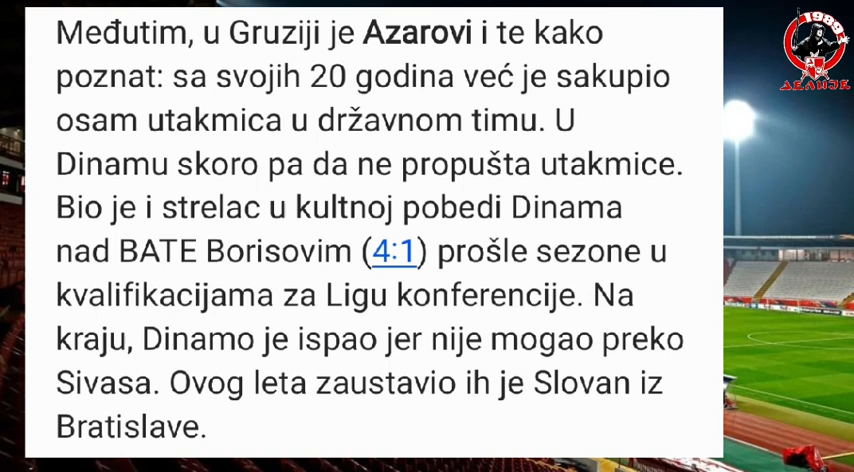 Međutim, u Gruziji je Azarovi i te kako
poznat: sa svojih 20 godina već je sakupio
osam utakmica u državnom timu. U
Dinamu skoro pa da ne propušta utakmice.
Bio je i strelac u kultnoj pobedi Dinama
nad BATE Borisovim (4:1) prošle sezone u
kvalifikacijama za Ligu konferencije. Na
kraju, Dinamo je ispao jer nije mogao preko
Sivasa. Ovog leta zaustavio ih je Slovan iz
Bratislave.
1989
ДЕЛИЈЕ